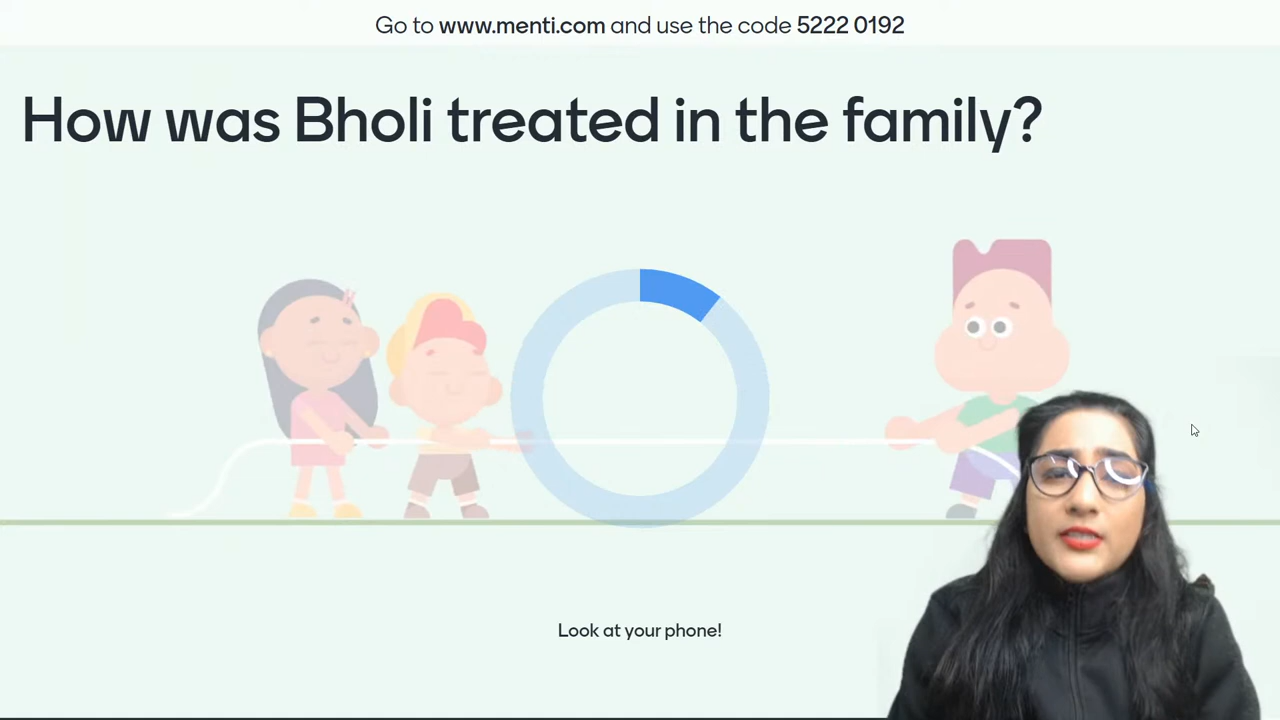 Go to www.menti.com and use the code 5222 0192
How was Bholi treated in the family?
Look at your phone!